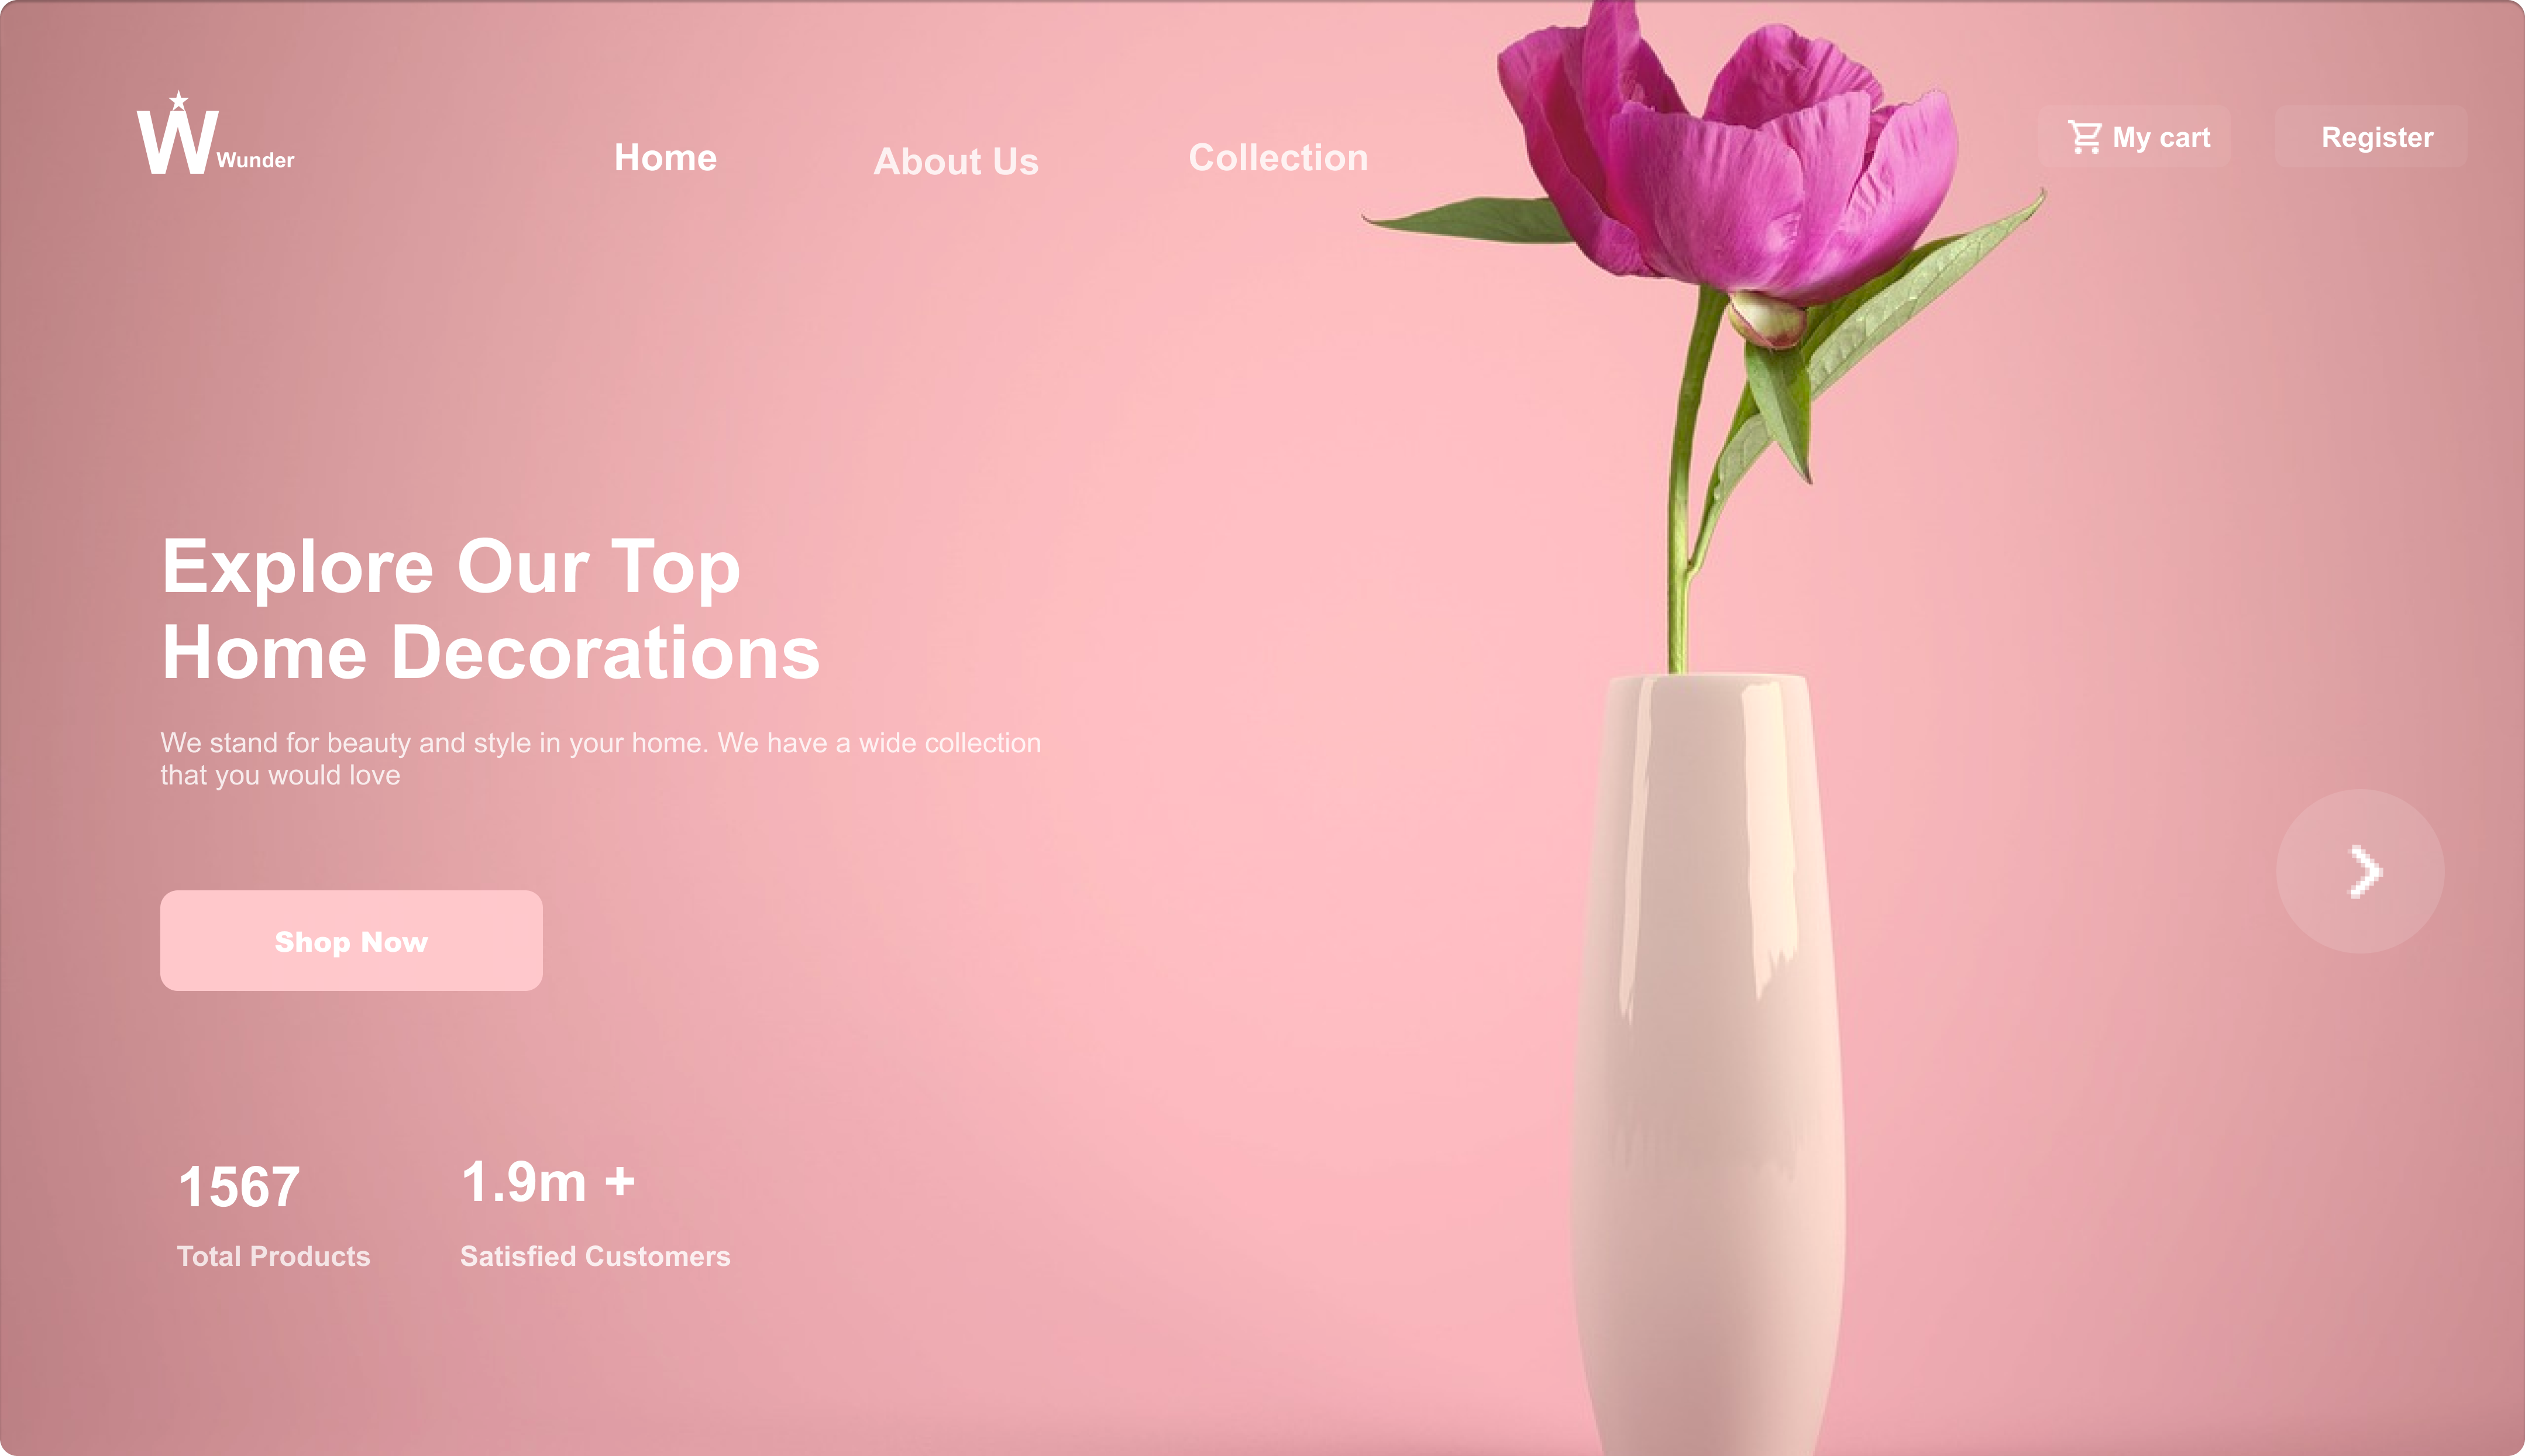 W
Wunder
Home
About Us
Collection
My cart
Register
Explore Our Top
Home Decorations
We stand for beauty and style in your home. We have a wide collection
that you would love
Shop Now
1567
1.9m +
Total Products
Satisfied Customers